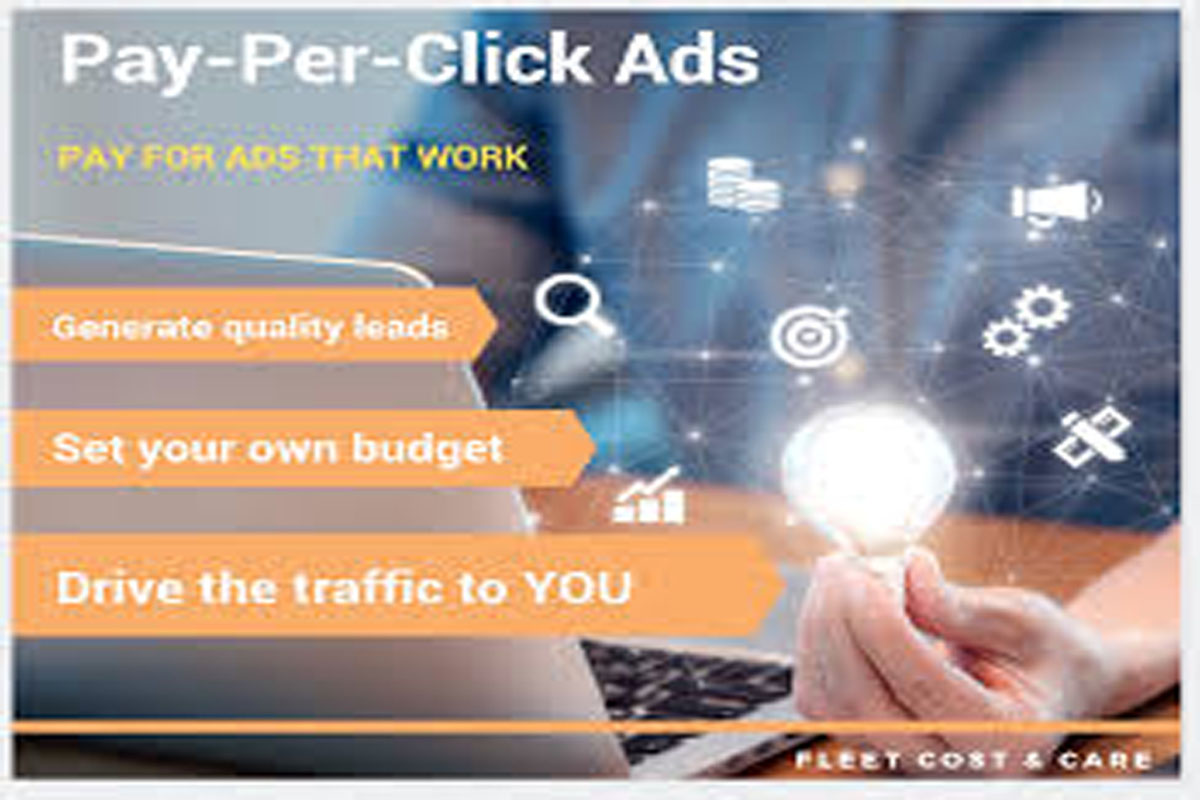 Pay-Per-Click Ads
PAY FOR ADS THAT WORK
Generate quality leads
Set your own budget
Drive the traffic to YOU
FLEET COST & CARE